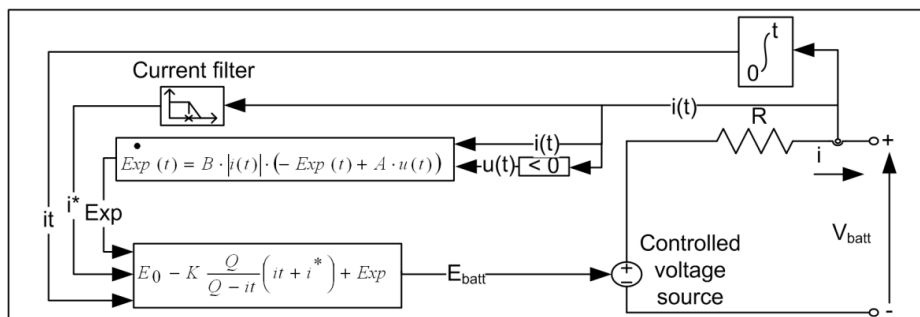 t
∫
0
Current filter
i(t)
R
Exp (t) = B · |i(t)| · (− Exp (t) + A · u(t))
i(t)
u(t)
< 0
i
+
it
i*
Exp
E0 − K Q / (Q − it) (it + i*) + Exp
Ebatt
+
−
Controlled
voltage
source
Vbatt
-